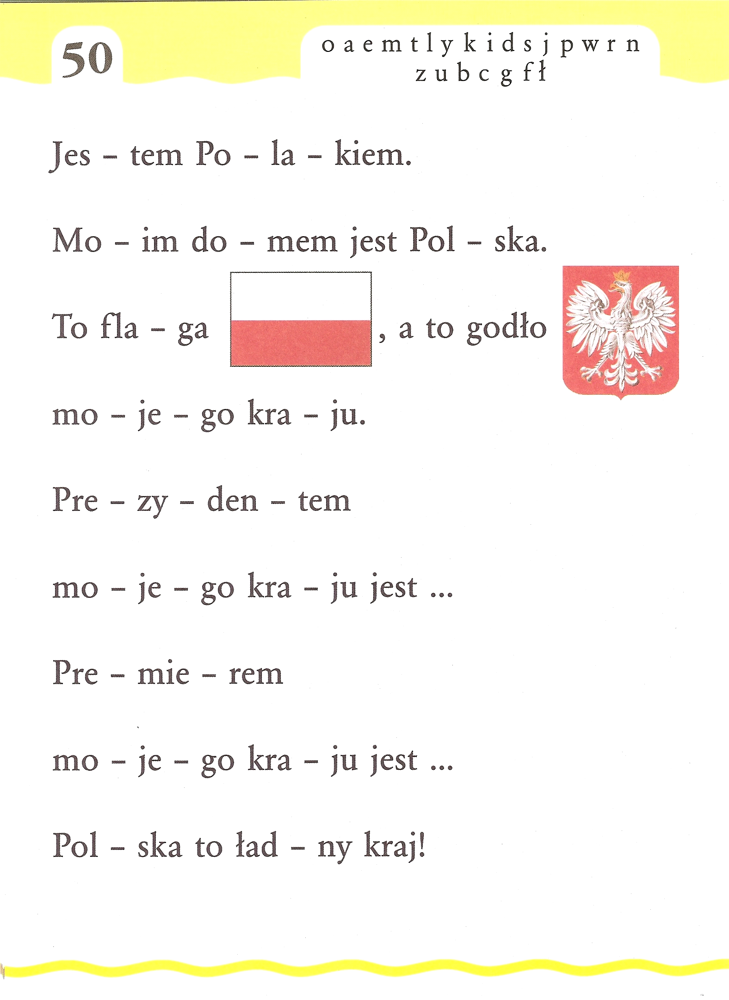 50
o a e m t l y k i d s j p w r n
z u b c g f ł
Jes – tem Po – la – kiem.
Mo – im do – mem jest Pol – ska.
To fla – ga , a to godło
mo – je – go kra – ju.
Pre – zy – den – tem
mo – je – go kra – ju jest ...
Pre – mie – rem
mo – je – go kra – ju jest ...
Pol – ska to ład – ny kraj!